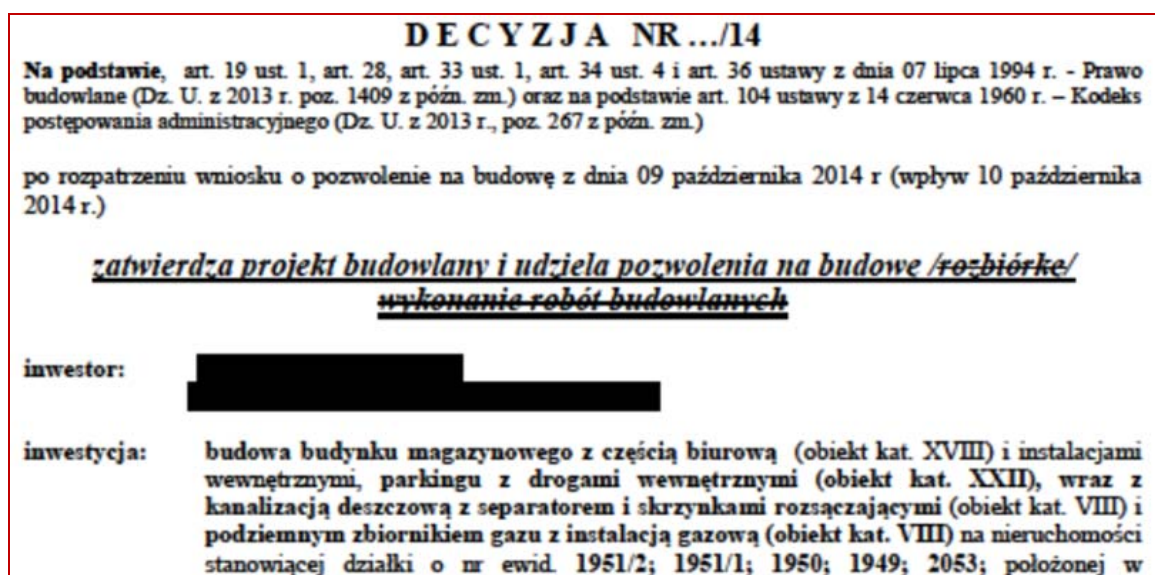 DECYZJA NR .../14
Na podstawie, art. 19 ust. 1, art. 28, art. 33 ust. 1, art. 34 ust. 4 i art. 36 ustawy z dnia 07 lipca 1994 r. - Prawo
budowlane (Dz. U. z 2013 r. poz. 1409 z późn. zm.) oraz na podstawie art. 104 ustawy z 14 czerwca 1960 r. – Kodeks
postępowania administracyjnego (Dz. U. z 2013 r., poz. 267 z późn. zm.)
po rozpatrzeniu wniosku o pozwolenie na budowę z dnia 09 października 2014 r (wpływ 10 października
2014 r.)
zatwierdza projekt budowlany i udziela pozwolenia na budowę /rozbiórkę/
wykonanie robót budowlanych
inwestor:
inwestycja: budowa budynku magazynowego z częścią biurową (obiekt kat. XVIII) i instalacjami
wewnętrznymi, parkingu z drogami wewnętrznymi (obiekt kat. XXII), wraz z
kanalizacją deszczową z separatorem i skrzynkami rozsączającymi (obiekt kat. VIII) i
podziemnym zbiornikiem gazu z instalacją gazową (obiekt kat. VIII) na nieruchomości
stanowiącej działki o nr ewid. 1951/2; 1951/1; 1950; 1949; 2053; położonej w